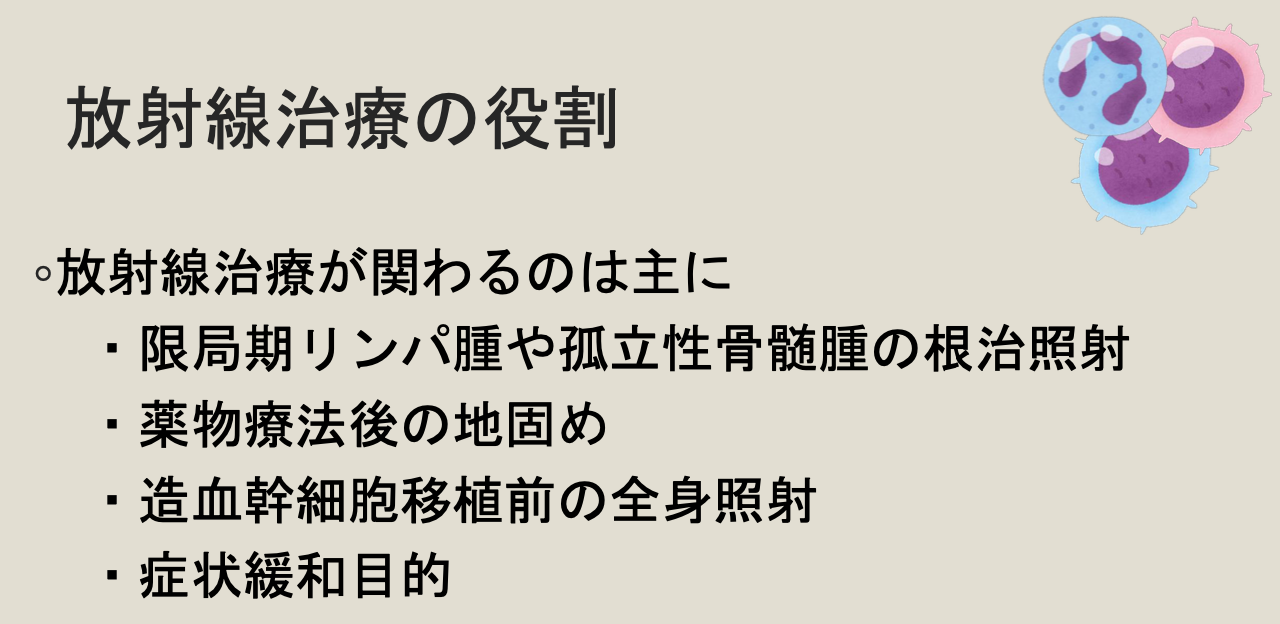 放射線治療の役割
◦放射線治療が関わるのは主に
▪限局期リンパ腫や孤立性骨髄腫の根治照射
▪薬物療法後の地固め
▪造血幹細胞移植前の全身照射
▪症状緩和目的